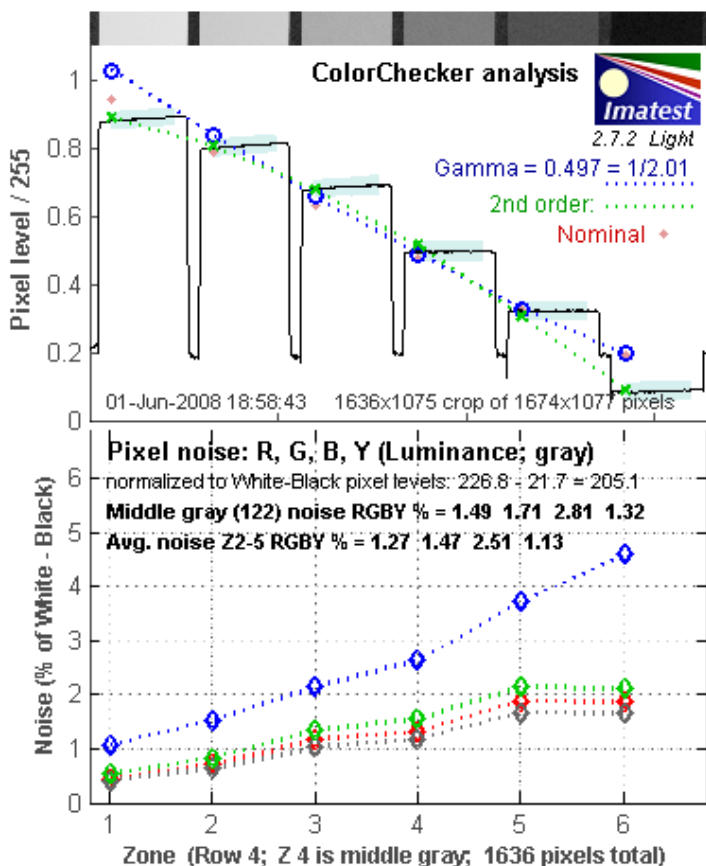 ColorChecker analysis
Imatest
2.7.2 Light
Gamma = 0.497 = 1/2.01
2nd order:
Nominal
Pixel level / 255
1
0.8
0.6
0.4
0.2
0
01-Jun-2008 18:58:43 1636x1075 crop of 1674x1077 pixels
Pixel noise: R, G, B, Y (Luminance; gray)
normalized to White-Black pixel levels: 226.8 - 21.7 = 205.1
Middle gray (122) noise RGBY % = 1.49 1.71 2.81 1.32
Avg. noise Z2-5 RGBY % = 1.27 1.47 2.51 1.13
Noise (% of White - Black)
6
5
4
3
2
1
0
1 2 3 4 5 6
Zone (Row 4; Z 4 is middle gray; 1636 pixels total)